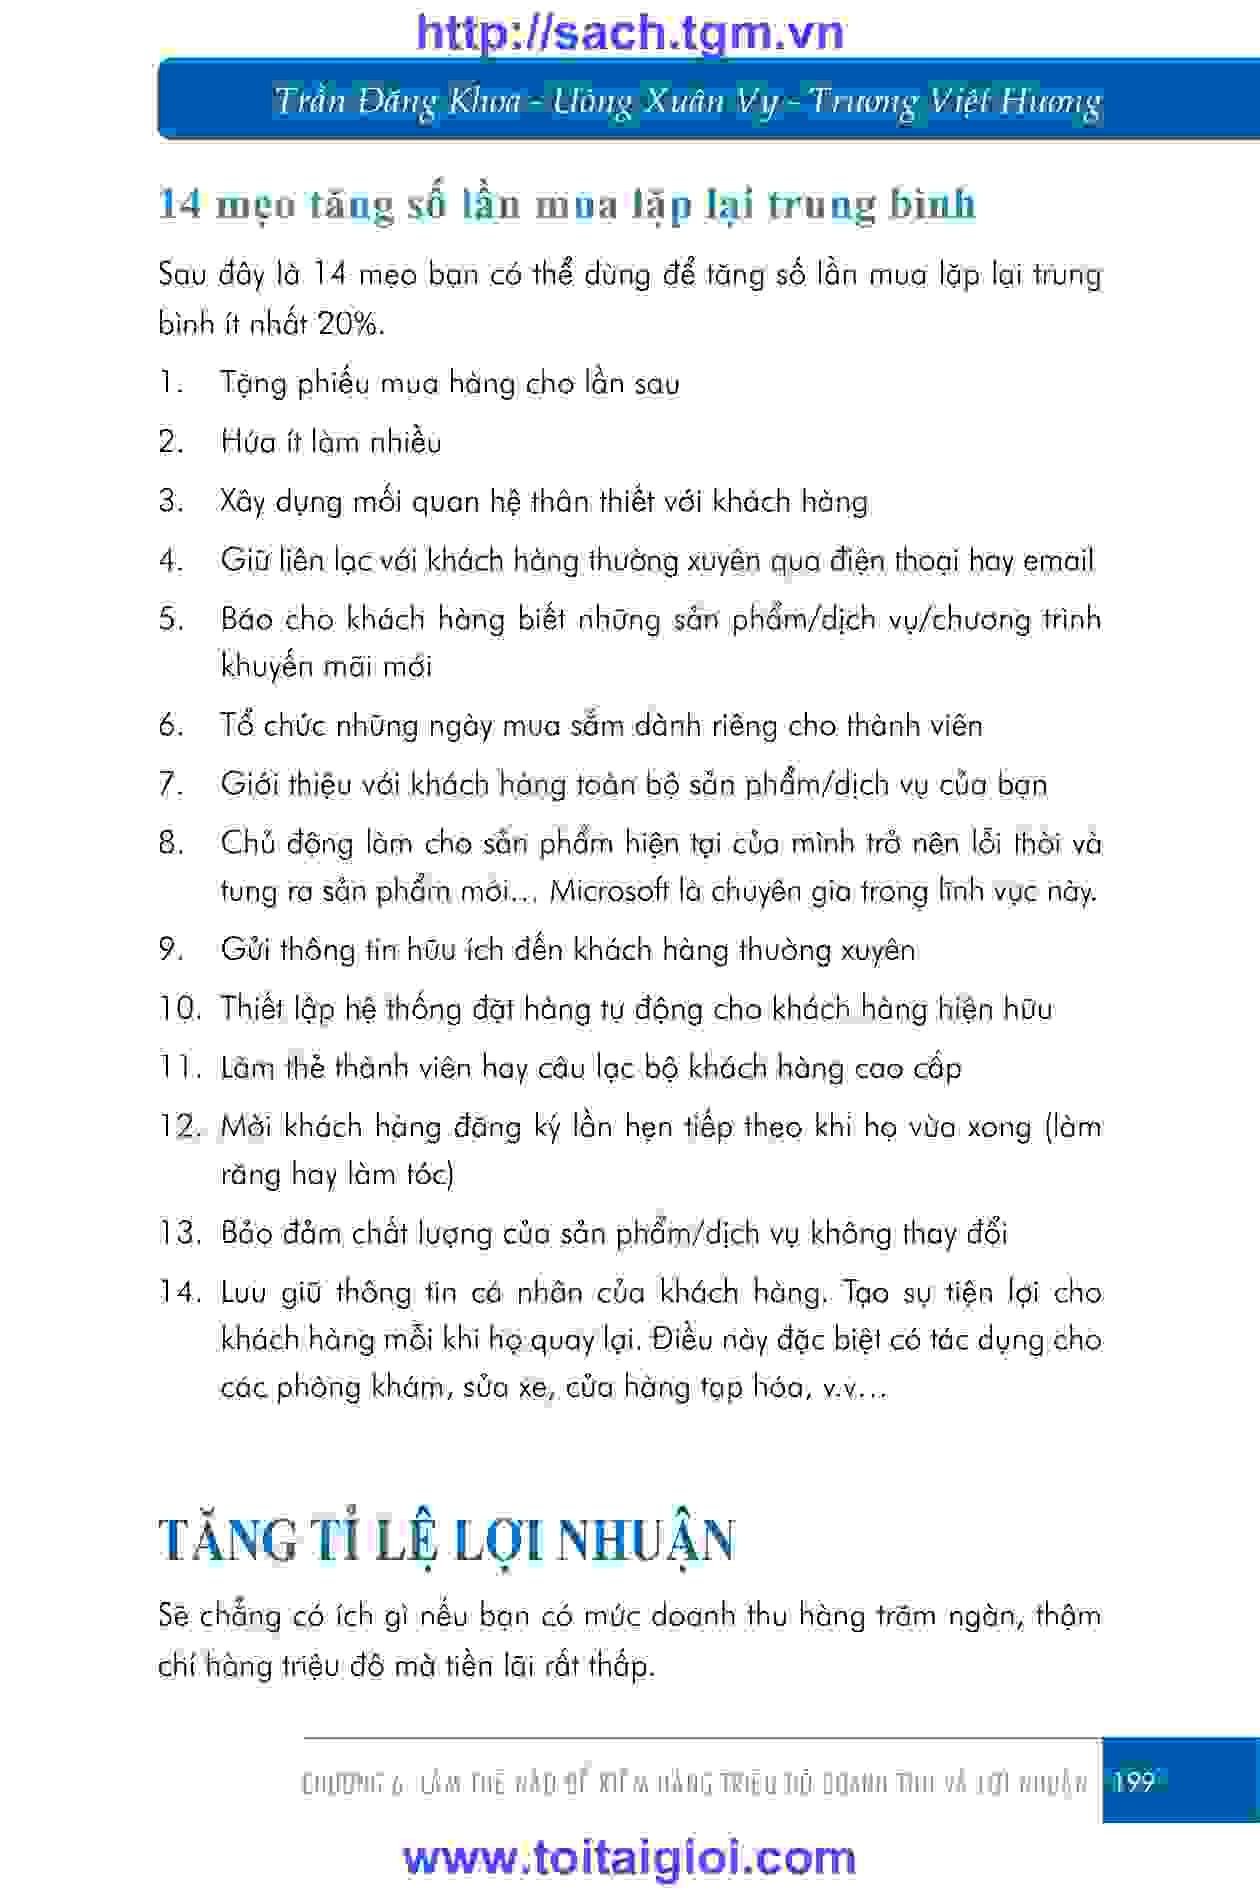 http://sach.tgm.vn
Trần Đăng Khoa - Uông Xuân Vy - Trương Việt Hương
14 mẹo tăng số lần mua lặp lại trung bình
Sau đây là 14 mẹo bạn có thể dùng để tăng số lần mua lặp lại trung
bình ít nhất 20%.
1. Tặng phiếu mua hàng cho lần sau
2. Hứa ít làm nhiều
3. Xây dựng mối quan hệ thân thiết với khách hàng
4. Giữ liên lạc với khách hàng thường xuyên qua điện thoại hay email
5. Báo cho khách hàng biết những sản phẩm/dịch vụ/chương trình
khuyến mãi mới
6. Tổ chức những ngày mua sắm dành riêng cho thành viên
7. Giới thiệu với khách hàng toàn bộ sản phẩm/dịch vụ của bạn
8. Chủ động làm cho sản phẩm hiện tại của mình trở nên lỗi thời và
tung ra sản phẩm mới... Microsoft là chuyên gia trong lĩnh vực này.
9. Gửi thông tin hữu ích đến khách hàng thường xuyên
10. Thiết lập hệ thống đặt hàng tự động cho khách hàng hiện hữu
11. Làm thẻ thành viên hay câu lạc bộ khách hàng cao cấp
12. Mời khách hàng đăng ký lần hẹn tiếp theo khi họ vừa xong (làm
răng hay làm tóc)
13. Bảo đảm chất lượng của sản phẩm/dịch vụ không thay đổi
14. Lưu giữ thông tin cá nhân của khách hàng. Tạo sự tiện lợi cho
khách hàng mỗi khi họ quay lại. Điều này đặc biệt có tác dụng cho
các phòng khám, sửa xe, cửa hàng tạp hóa, v.v...
TĂNG TỈ LỆ LỢI NHUẬN
Sẽ chẳng có ích gì nếu bạn có mức doanh thu hàng trăm ngàn, thậm
chí hàng triệu đô mà tiền lãi rất thấp.
CHƯƠNG 6: LÀM THẾ NÀO ĐỂ KIẾM HÀNG TRIỆU ĐÔ DOANH THU VÀ LỢI NHUẬN 199
www.toitaigioi.com